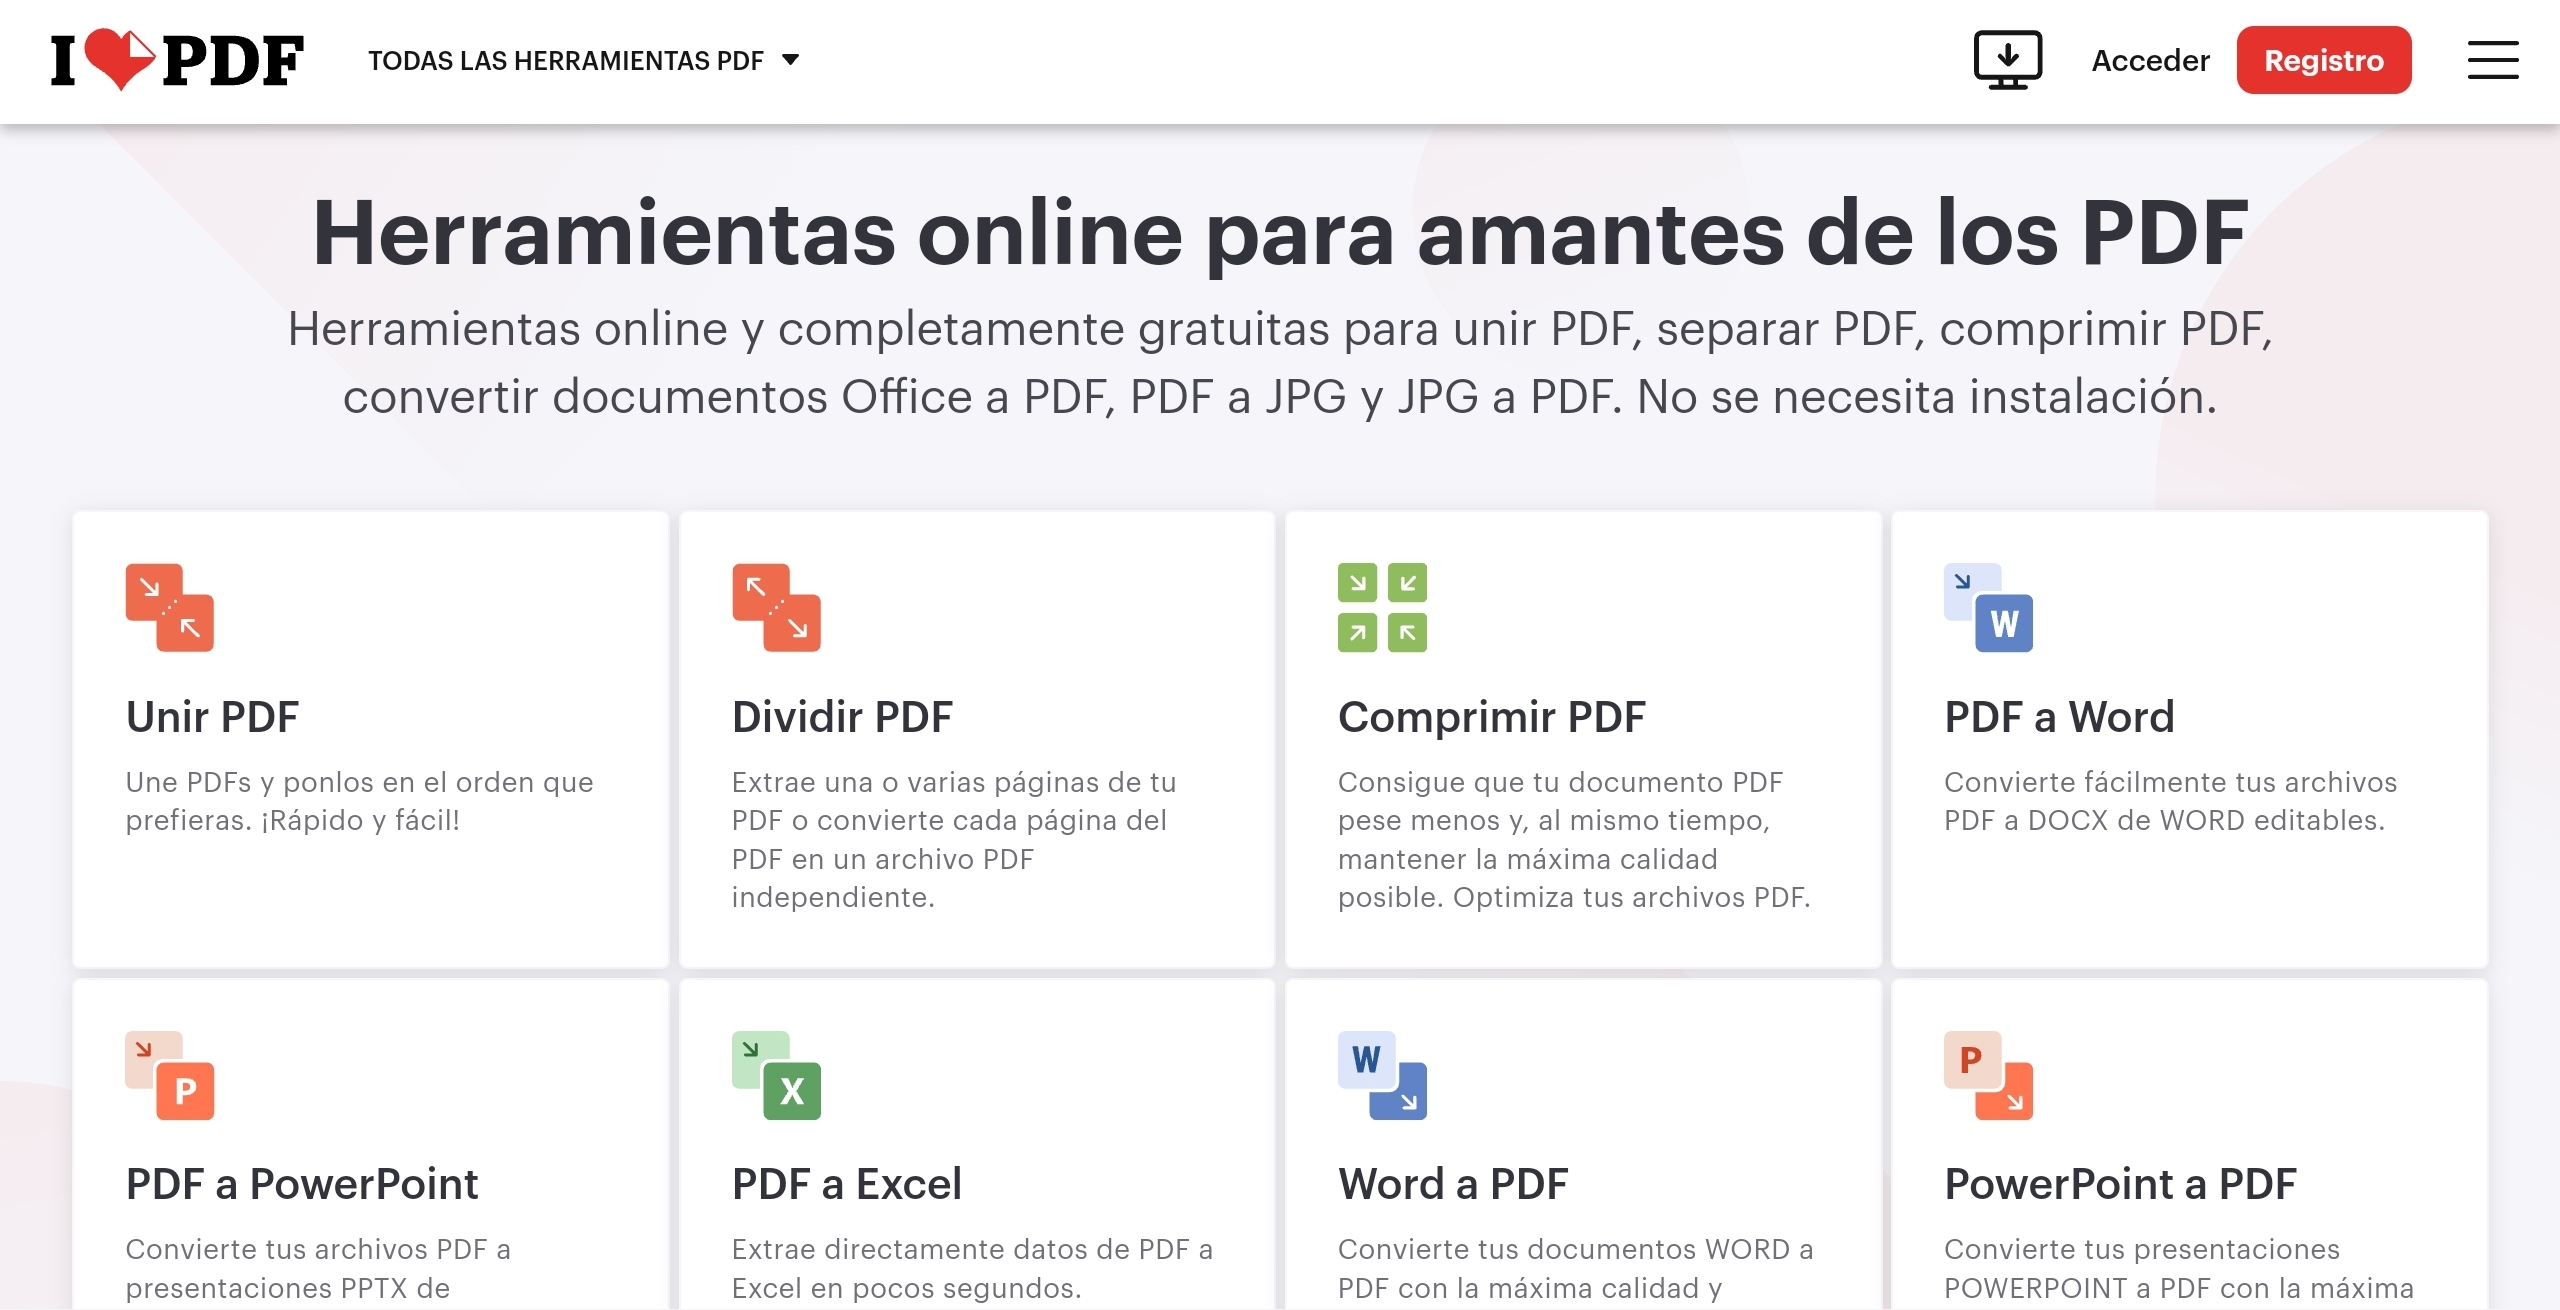 I PDF
TODAS LAS HERRAMIENTAS PDF
Acceder
Registro
Herramientas online para amantes de los PDF
Herramientas online y completamente gratuitas para unir PDF, separar PDF, comprimir PDF,
convertir documentos Office a PDF, PDF a JPG y JPG a PDF. No se necesita instalación.
Unir PDF
Une PDFs y ponlos en el orden que
prefieras. ¡Rápido y fácil!
Dividir PDF
Extrae una o varias páginas de tu
PDF o convierte cada página del
PDF en un archivo PDF
independiente.
Comprimir PDF
Consigue que tu documento PDF
pese menos y, al mismo tiempo,
mantener la máxima calidad
posible. Optimiza tus archivos PDF.
W
PDF a Word
Convierte fácilmente tus archivos
PDF a DOCX de WORD editables.
P
PDF a PowerPoint
Convierte tus archivos PDF a
presentaciones PPTX de
X
PDF a Excel
Extrae directamente datos de PDF a
Excel en pocos segundos.
W
Word a PDF
Convierte tus documentos WORD a
PDF con la máxima calidad y
P
PowerPoint a PDF
Convierte tus presentaciones
POWERPOINT a PDF con la máxima